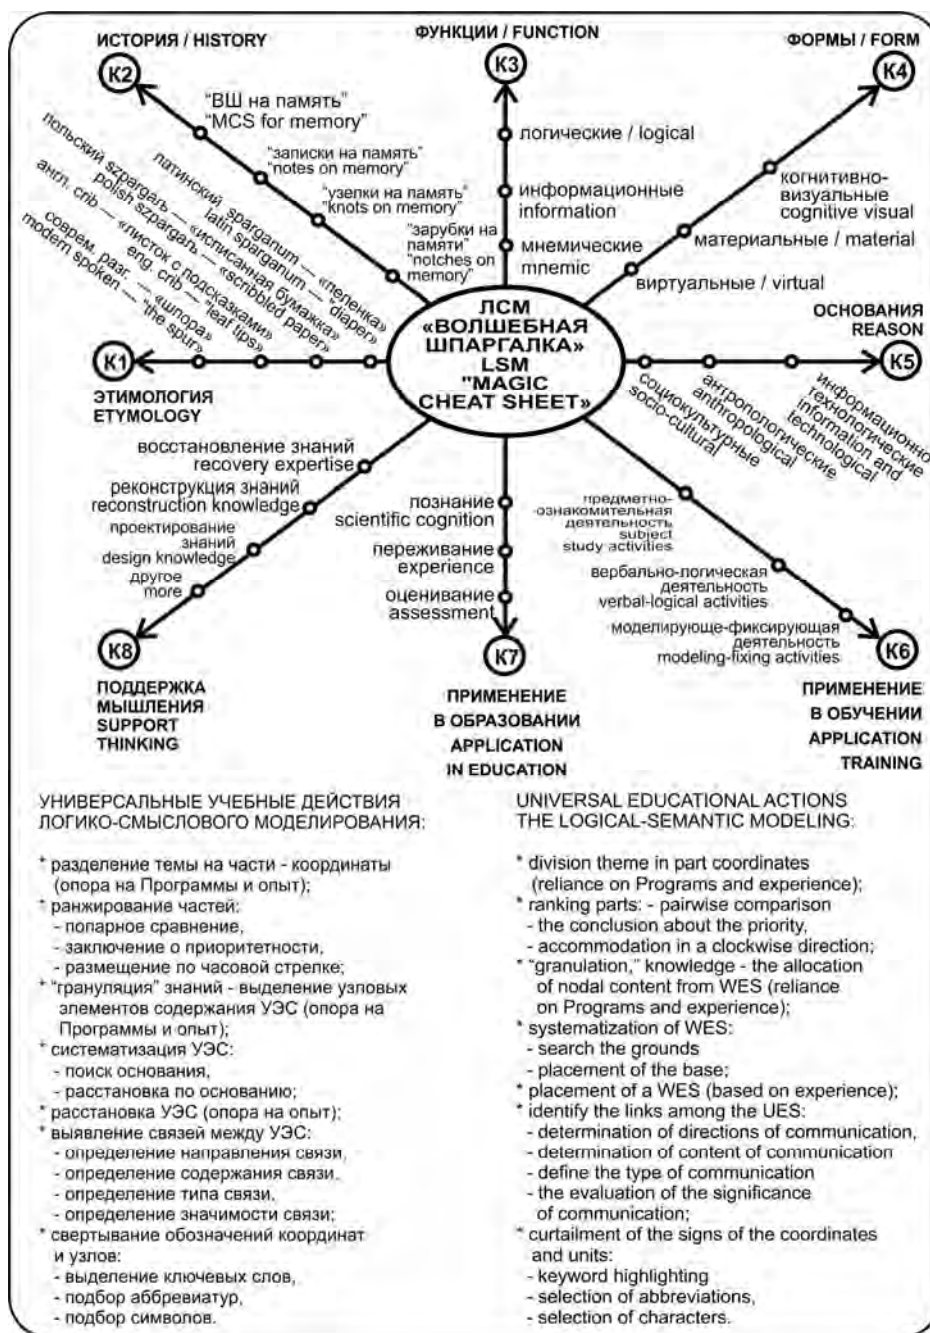 ИСТОРИЯ / HISTORY
ФУНКЦИИ / FUNCTION
ФОРМЫ / FORM
К2
К3
К4
"ВШ на память"
"MCS for memory"
"записки на память"
"notes on memory"
"узелки на память"
"knots on memory"
"зарубки на
памяти"
"notches on
memory"
логические / logical
информационные
information
мнемические
mnemic
когнитивно-
визуальные
cognitive visual
материальные / material
виртуальные / virtual
латинский sparganum — «пеленка»
latin sparganum — "diaper"
польский szpargał — «исписанная бумажка»
polish szpargań — «scribbled paper»
англ. crib — «листок с подсказками»
eng. crib — "leaf tips»
соврем. разг. — «шпора»
modern spoken — "the spur»
К1
ЭТИМОЛОГИЯ
ETYMOLOGY
ЛСМ
«ВОЛШЕБНАЯ
ШПАРГАЛКА»
LSM
"MAGIC
CHEAT SHEET»
ОСНОВАНИЯ
REASON
К5
социокультурные
socio-cultural
антропологические
anthropological
информационно
технологические
information and
technological
восстановление знаний
recovery expertise
реконструкция знаний
reconstruction knowledge
проектирование
знаний
design knowledge
другое
more
К8
ПОДДЕРЖКА
МЫШЛЕНИЯ
SUPPORT
THINKING
познание
scientific cognition
переживание
experience
оценивание
assessment
К7
ПРИМЕНЕНИЕ
В ОБРАЗОВАНИИ
APPLICATION
IN EDUCATION
предметно-
ознакомительная
деятельность
subject
study activities
вербально-логическая
деятельность
verbal-logical activities
моделирующе-фиксирующая
деятельность
modeling-fixing activities
К6
ПРИМЕНЕНИЕ
В ОБУЧЕНИИ
APPLICATION
TRAINING
УНИВЕРСАЛЬНЫЕ УЧЕБНЫЕ ДЕЙСТВИЯ
ЛОГИКО-СМЫСЛОВОГО МОДЕЛИРОВАНИЯ:
* разделение темы на части - координаты
(опора на Программы и опыт);
* ранжирование частей:
- попарное сравнение,
- заключение о приоритетности,
- размещение по часовой стрелке;
* "грануляция" знаний - выделение узловых
элементов содержания УЭС (опора на
Программы и опыт);
* систематизация УЭС:
- поиск основания,
- расстановка по основанию;
* расстановка УЭС (опора на опыт);
* выявление связей между УЭС:
- определение направления связи,
- определение содержания связи,
- определение типа связи,
- определение значимости связи;
* свертывание обозначений координат
и узлов:
- выделение ключевых слов,
- подбор аббревиатур,
- подбор символов.
UNIVERSAL EDUCATIONAL ACTIONS
THE LOGICAL-SEMANTIC MODELING:
* division theme in part coordinates
(reliance on Programs and experience);
* ranking parts: - pairwise comparison
- the conclusion about the priority,
- accommodation in a clockwise direction;
* "granulation," knowledge - the allocation
of nodal content from WES (reliance
on Programs and experience);
* systematization of WES:
- search the grounds
- placement of the base;
* placement of a WES (based on experience);
* identify the links among the UES:
- determination of directions of communication,
- determination of content of communication
- define the type of communication
- the evaluation of the significance
of communication;
* curtailment of the signs of the coordinates
and units:
- keyword highlighting
- selection of abbreviations,
- selection of characters.